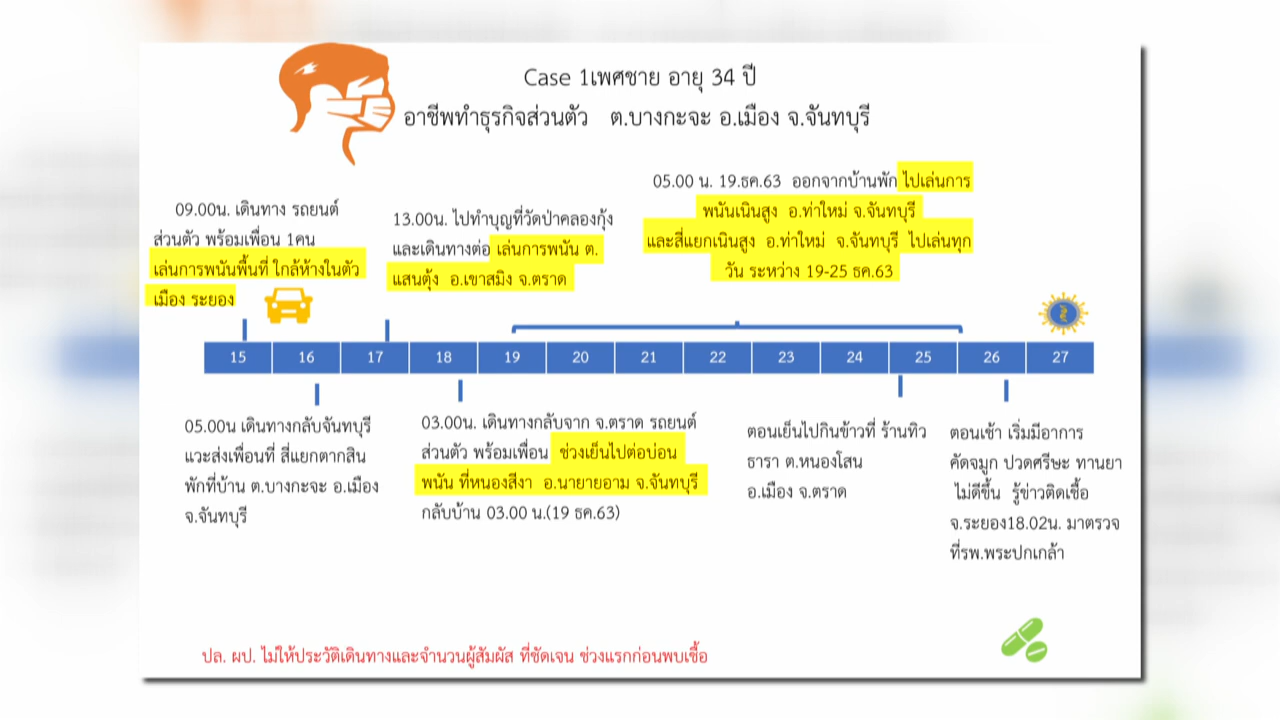 Case 1เพศชาย อายุ 34 ปี
อาชีพทำธุรกิจส่วนตัว ต.บางกะจะ อ.เมือง จ.จันทบุรี
09.00น. เดินทาง รถยนต์
ส่วนตัว พร้อมเพื่อน 1คน
เล่นการพนันพื้นที่ ใกล้ห้างในตัว
เมือง ระยอง
13.00น. ไปทำบุญที่วัดป่าคลองกุ้ง
และเดินทางต่อ เล่นการพนัน ต.
แสนตุ้ง อ.เขาสมิง จ.ตราด
05.00 น. 19.ธค.63 ออกจากบ้านพัก ไปเล่นการ
พนันเนินสูง อ.ท่าใหม่ จ.จันทบุรี
และสี่แยกเนินสูง อ.ท่าใหม่ จ.จันทบุรี ไปเล่นทุก
วัน ระหว่าง 19-25 ธค.63
15 16 17 18 19 20 21 22 23 24 25 26 27
05.00น เดินทางกลับจันทบุรี
แวะส่งเพื่อนที่ สี่แยกตากสิน
พักที่บ้าน ต.บางกะจะ อ.เมือง
จ.จันทบุรี
03.00น. เดินทางกลับจาก จ.ตราด รถยนต์
ส่วนตัว พร้อมเพื่อน ช่วงเย็นไปต่อบ่อน
พนัน ที่หนองสีงา อ.นายายอาม จ.จันทบุรี
กลับบ้าน 03.00 น.(19 ธค.63)
ตอนเย็นไปกินข้าวที่ ร้านทิว
ธารา ต.หนองโสน
อ.เมือง จ.ตราด
ตอนเช้า เริ่มมีอาการ
คัดจมูก ปวดศรีษะ ทานยา
ไม่ดีขึ้น รู้ข่าวติดเชื้อ
จ.ระยอง18.02น. มาตรวจ
ที่รพ.พระปกเกล้า
ปล. ผป. ไม่ให้ประวัติเดินทางและจำนวนผู้สัมผัส ที่ชัดเจน ช่วงแรกก่อนพบเชื้อ